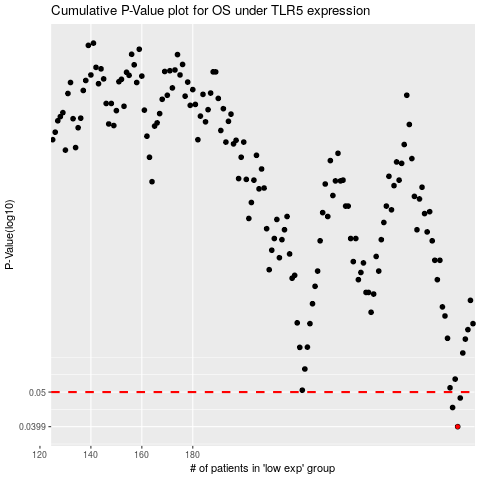 Cumulative P-Value plot for OS under TLR5 expression
P-Value(log10)
0.05
0.0399
120 140 160 180
# of patients in 'low exp' group